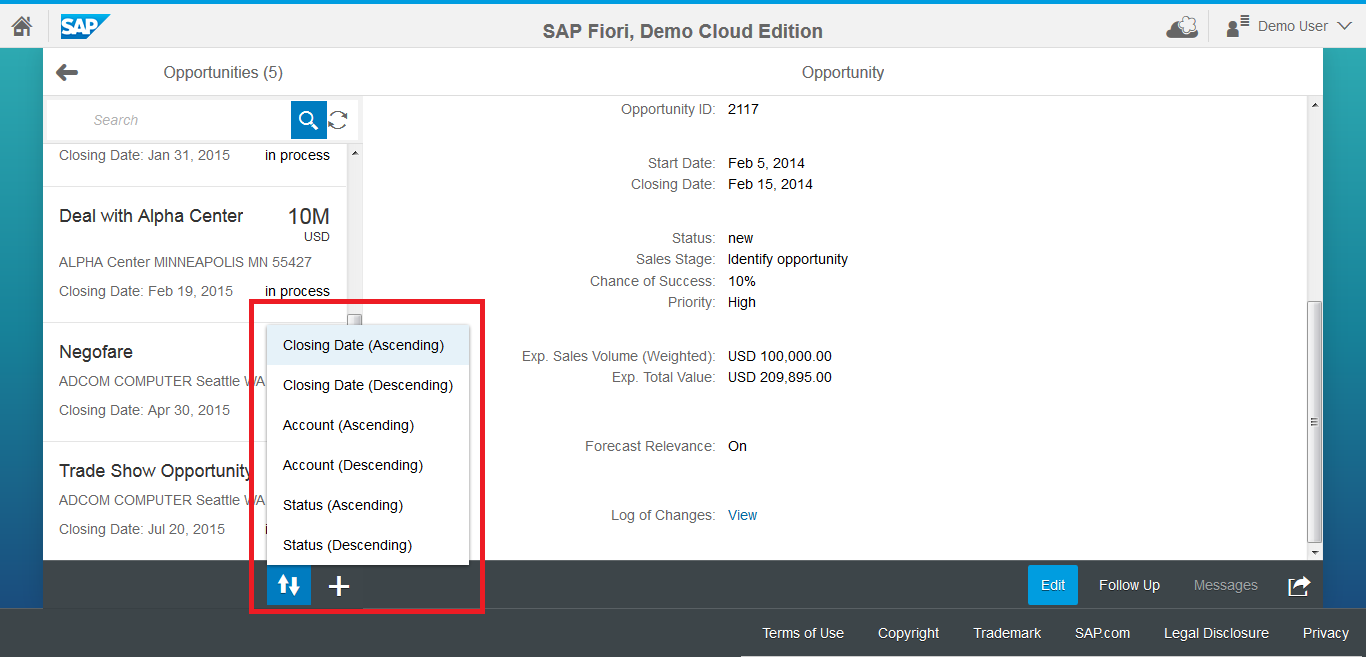 SAP
SAP Fiori, Demo Cloud Edition
Demo User
Opportunities (5)
Opportunity
Search
Closing Date: Jan 31, 2015 in process
Deal with Alpha Center 10M
USD
ALPHA Center MINNEAPOLIS MN 55427
Closing Date: Feb 19, 2015 in process
Negofare
ADCOM COMPUTER Seattle WA
Closing Date: Apr 30, 2015
Trade Show Opportunity
ADCOM COMPUTER Seattle WA
Closing Date: Jul 20, 2015
Closing Date (Ascending)
Closing Date (Descending)
Account (Ascending)
Account (Descending)
Status (Ascending)
Status (Descending)
Opportunity ID: 2117
Start Date: Feb 5, 2014
Closing Date: Feb 15, 2014
Status: new
Sales Stage: Identify opportunity
Chance of Success: 10%
Priority: High
Exp. Sales Volume (Weighted): USD 100,000.00
Exp. Total Value: USD 209,895.00
Forecast Relevance: On
Log of Changes: View
Edit Follow Up Messages
Terms of Use Copyright Trademark SAP.com Legal Disclosure Privacy